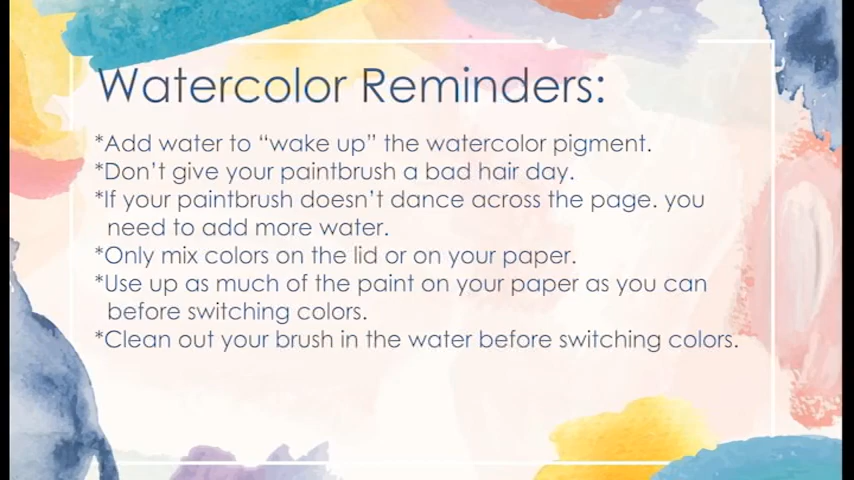 Watercolor Reminders:
*Add water to “wake up” the watercolor pigment.
*Don’t give your paintbrush a bad hair day.
*If your paintbrush doesn’t dance across the page. you
need to add more water.
*Only mix colors on the lid or on your paper.
*Use up as much of the paint on your paper as you can
before switching colors.
*Clean out your brush in the water before switching colors.